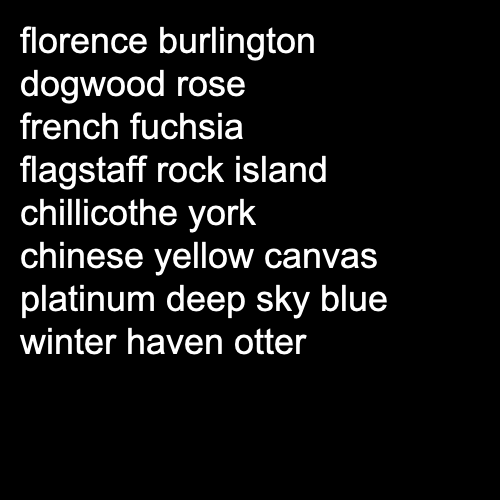 florence burlington
dogwood rose
french fuchsia
flagstaff rock island
chillicothe york
chinese yellow canvas
platinum deep sky blue
winter haven otter